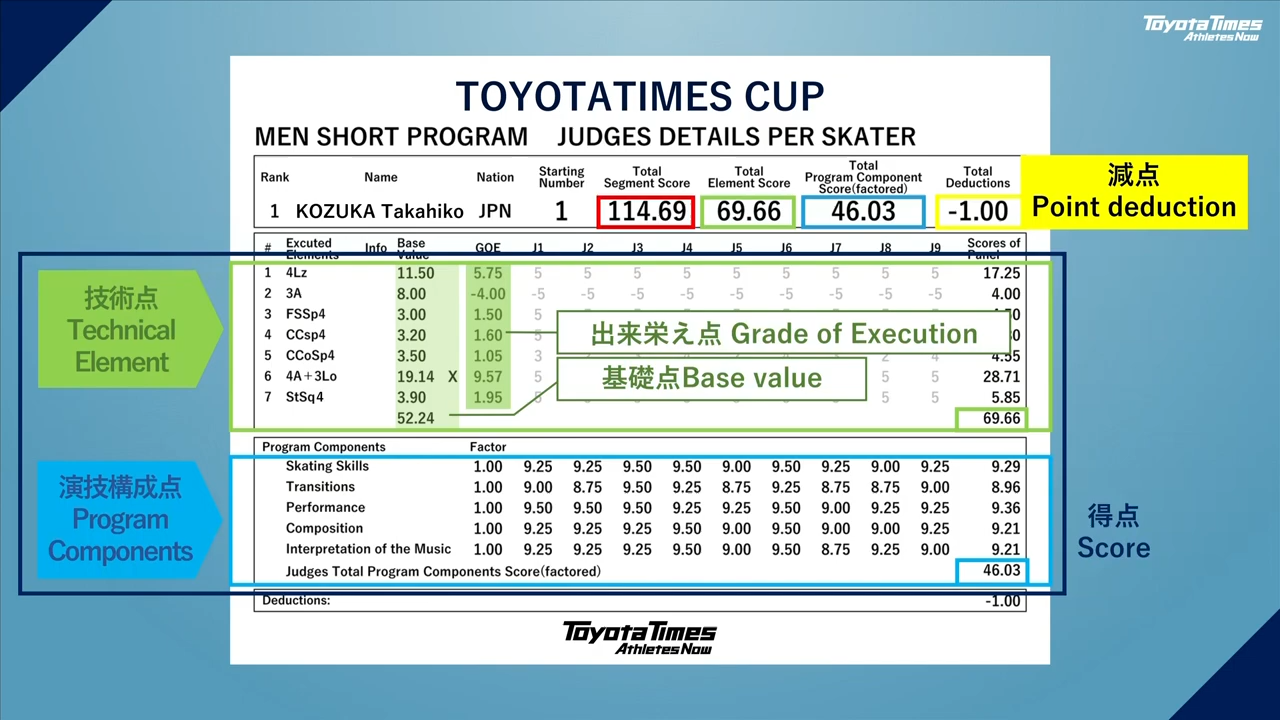 ToyotaTimes
Athletes Now
TOYOTATIMES CUP
MEN SHORT PROGRAM JUDGES DETAILS PER SKATER
Rank Name Nation Starting Number Total Segment Score Total Element Score Total Program Component Score(factored) Total Deductions
1 KOZUKA Takahiko JPN 1 114.69 69.66 46.03 -1.00
減点
Point deduction
# Excuted Elements Info Base Value GOE J1 J2 J3 J4 J5 J6 J7 J8 J9 Scores of Panel
1 4Lz 11.50 5.75 5 5 5 5 5 5 5 5 5 17.25
2 3A 8.00 -4.00 -5 -5 -5 -5 -5 -5 -5 -5 -5 4.00
3 FSSp4 3.00 1.50
4 CCsp4 3.20 1.60 5
5 CCoSp4 3.50 1.05 3 2 4 4.55
6 4A+3Lo 19.14 X 9.57 5 5 5 28.71
7 StSq4 3.90 1.95 5 5 5 5.85
52.24 69.66
出来栄え点 Grade of Execution
基礎点Base value
技術点
Technical
Element
Program Components Factor
Skating Skills 1.00 9.25 9.25 9.50 9.50 9.00 9.50 9.25 9.00 9.25 9.29
Transitions 1.00 9.00 8.75 9.50 9.25 8.75 9.25 8.75 8.75 9.00 8.96
Performance 1.00 9.50 9.50 9.25 9.25 9.50 9.50 9.00 9.25 9.25 9.36
Composition 1.00 9.25 9.25 9.25 9.50 9.00 9.50 9.00 9.00 9.25 9.21
Interpretation of the Music 1.00 9.25 9.25 9.25 9.50 9.00 9.50 8.75 9.25 9.00 9.21
Judges Total Program Components Score(factored) 46.03
演技構成点
Program
Components
得点
Score
Deductions: -1.00
ToyotaTimes
Athletes Now